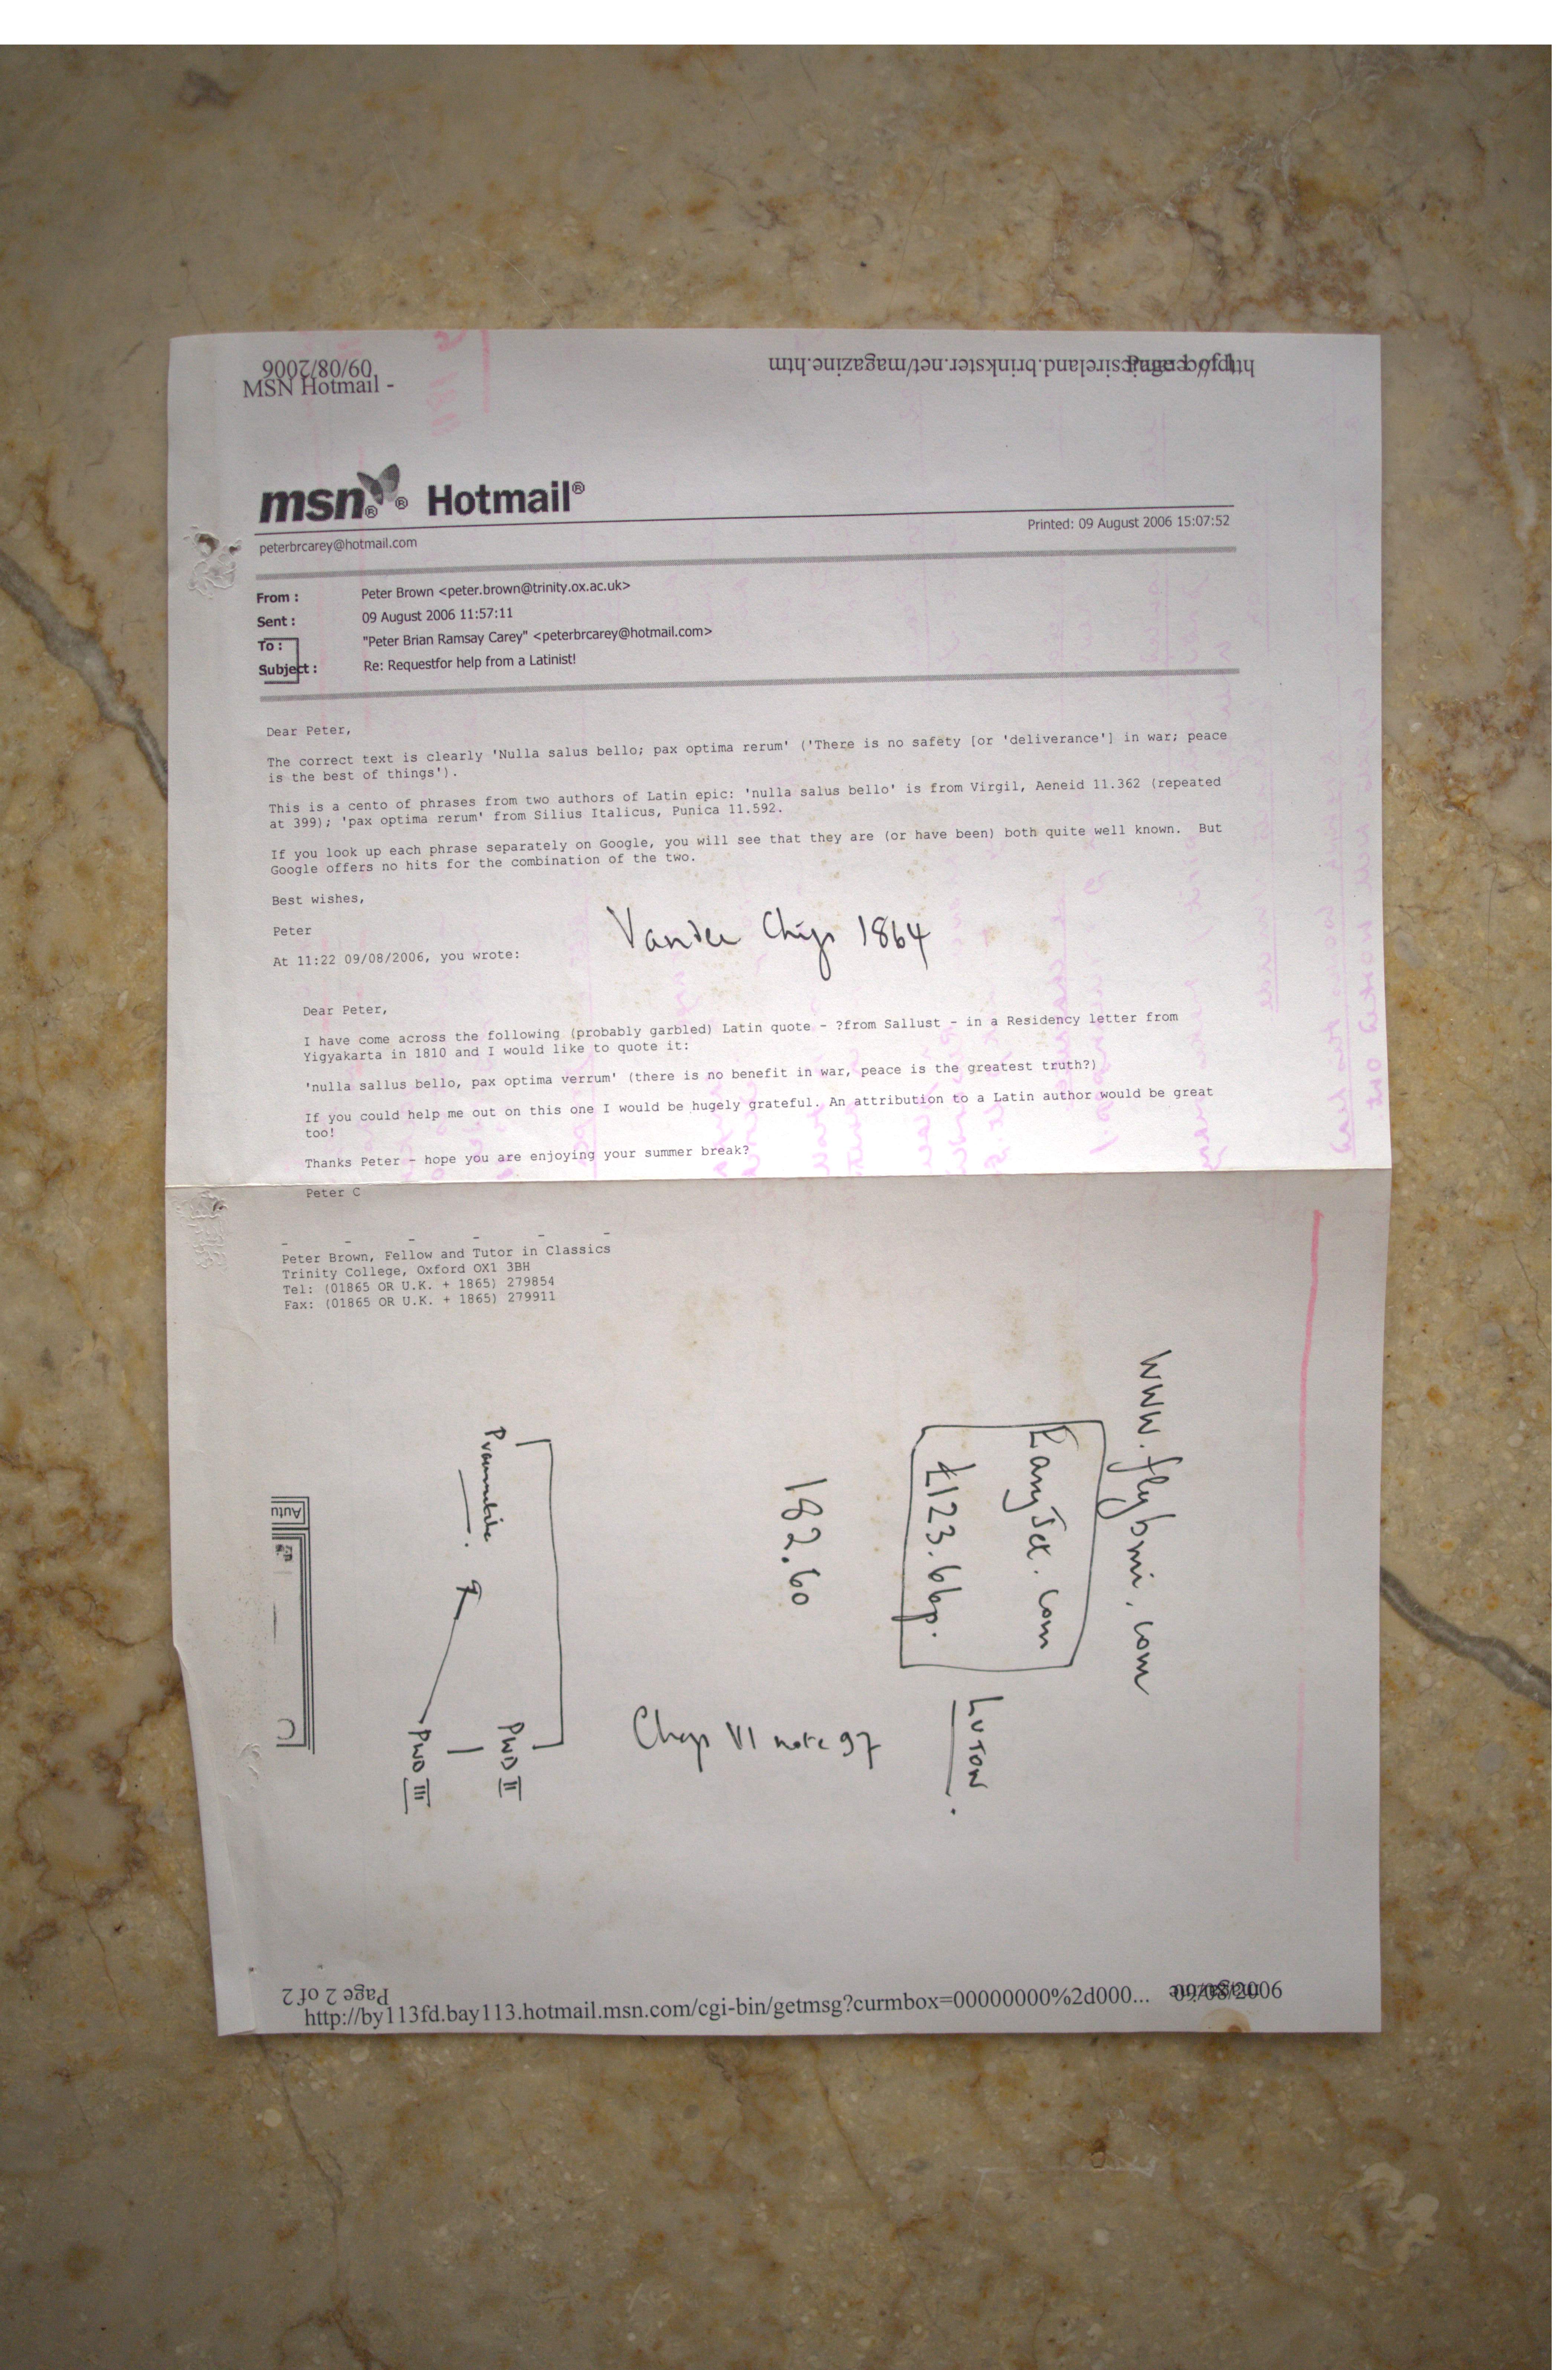 09/08/2006
MSN Hotmail -
msn® Hotmail®
Printed: 09 August 2006 15:07:52
peterbrcarey@hotmail.com
From : Peter Brown <peter.brown@trinity.ox.ac.uk>
Sent : 09 August 2006 11:57:11
To : "Peter Brian Ramsay Carey" <peterbrcarey@hotmail.com>
Subject : Re: Requestfor help from a Latinist!
Dear Peter,
The correct text is clearly 'Nulla salus bello; pax optima rerum' ('There is no safety [or 'deliverance'] in war; peace
is the best of things').
This is a cento of phrases from two authors of Latin epic: 'nulla salus bello' is from Virgil, Aeneid 11.362 (repeated
at 399); 'pax optima rerum' from Silius Italicus, Punica 11.592.
If you look up each phrase separately on Google, you will see that they are (or have been) both quite well known.  But
Google offers no hits for the combination of the two.
Best wishes,
Peter
Chap 1864
At 11:22 09/08/2006, you wrote:
Dear Peter,
I have come across the following (probably garbled) Latin quote - ?from Sallust - in a Residency letter from
Yigyakarta in 1810 and I would like to quote it:
'nulla sallus bello, pax optima verrum' (there is no benefit in war, peace is the greatest truth?)
If you could help me out on this one I would be hugely grateful. An attribution to a Latin author would be great
too!
Thanks Peter - hope you are enjoying your summer break?
Peter C
- - - - - -
Peter Brown, Fellow and Tutor in Classics
Trinity College, Oxford OX1 3BH
Tel: (01865 OR U.K. + 1865) 279854
Fax: (01865 OR U.K. + 1865) 279911
www.flybmi.com
EasyJet.com
£123.66p.
LUTON.
182.60
PWD II
PWD III
Chap VI note 97
Autu
Page 2 of 2
http://by113fd.bay113.hotmail.msn.com/cgi-bin/getmsg?curmbox=00000000%2d000... 09/08/2006